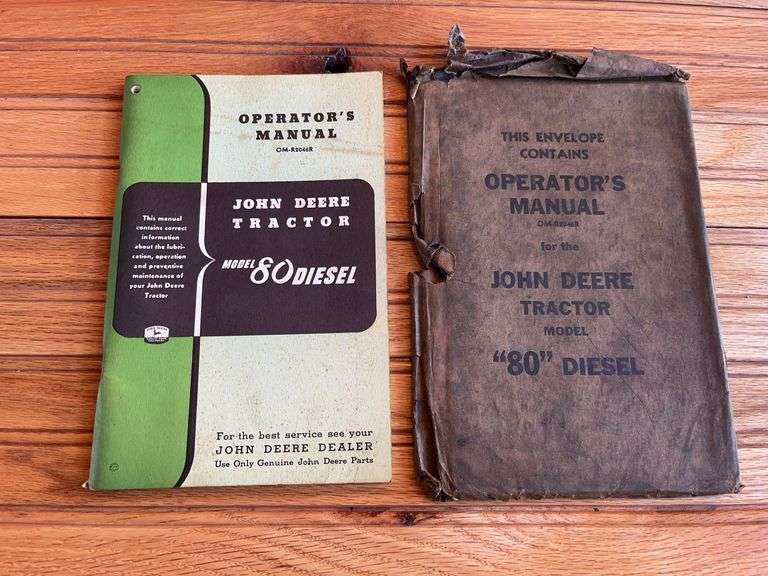 OPERATOR'S
MANUAL
OM-R2046R
JOHN DEERE
TRACTOR
MODEL 80 DIESEL
This manual
contains correct
information
about the lubri-
cation, operation
and preventive
maintenance of
your John Deere
Tractor
For the best service see your
JOHN DEERE DEALER
Use Only Genuine John Deere Parts
THIS ENVELOPE
CONTAINS
OPERATOR'S
MANUAL
OM-R2046R
for the
JOHN DEERE
TRACTOR
MODEL
"80" DIESEL